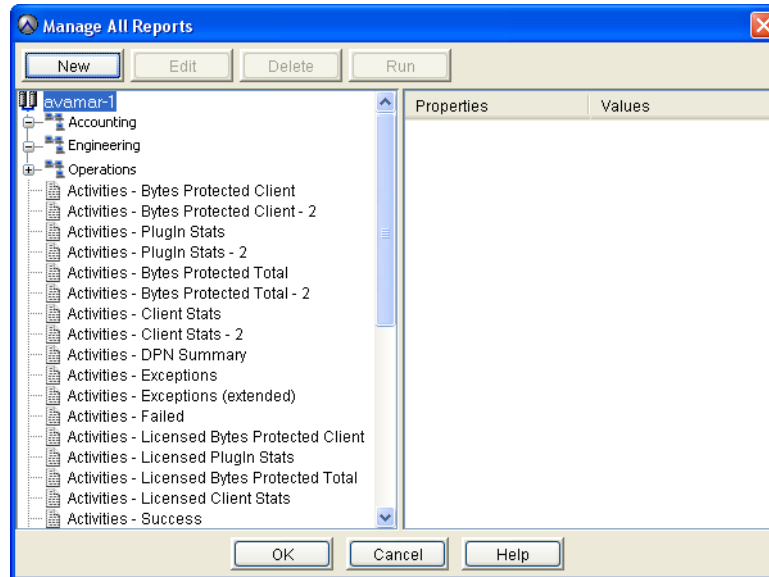 Manage All Reports
New Edit Delete Run
avamar-1
Accounting
Engineering
Operations
Activities - Bytes Protected Client
Activities - Bytes Protected Client - 2
Activities - PlugIn Stats
Activities - PlugIn Stats - 2
Activities - Bytes Protected Total
Activities - Bytes Protected Total - 2
Activities - Client Stats
Activities - Client Stats - 2
Activities - DPN Summary
Activities - Exceptions
Activities - Exceptions (extended)
Activities - Failed
Activities - Licensed Bytes Protected Client
Activities - Licensed PlugIn Stats
Activities - Licensed Bytes Protected Total
Activities - Licensed Client Stats
Activities - Success
Properties Values
OK Cancel Help